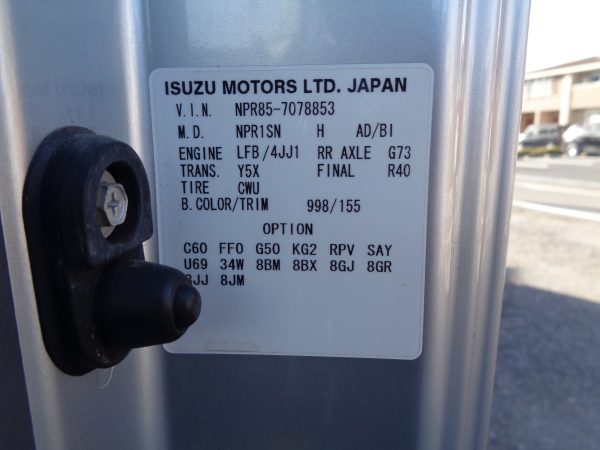 ISUZU MOTORS LTD. JAPAN
V.I.N. NPR85-7078853
M.D. NPR1SN H AD/BI
ENGINE LFB/4JJ1 RR AXLE G73
TRANS. Y5X FINAL R40
TIRE CWU
B.COLOR/TRIM 998/155
OPTION
C60 FF0 G50 KG2 RPV SAY
U69 34W 8BM 8BX 8GJ 8GR
8JM